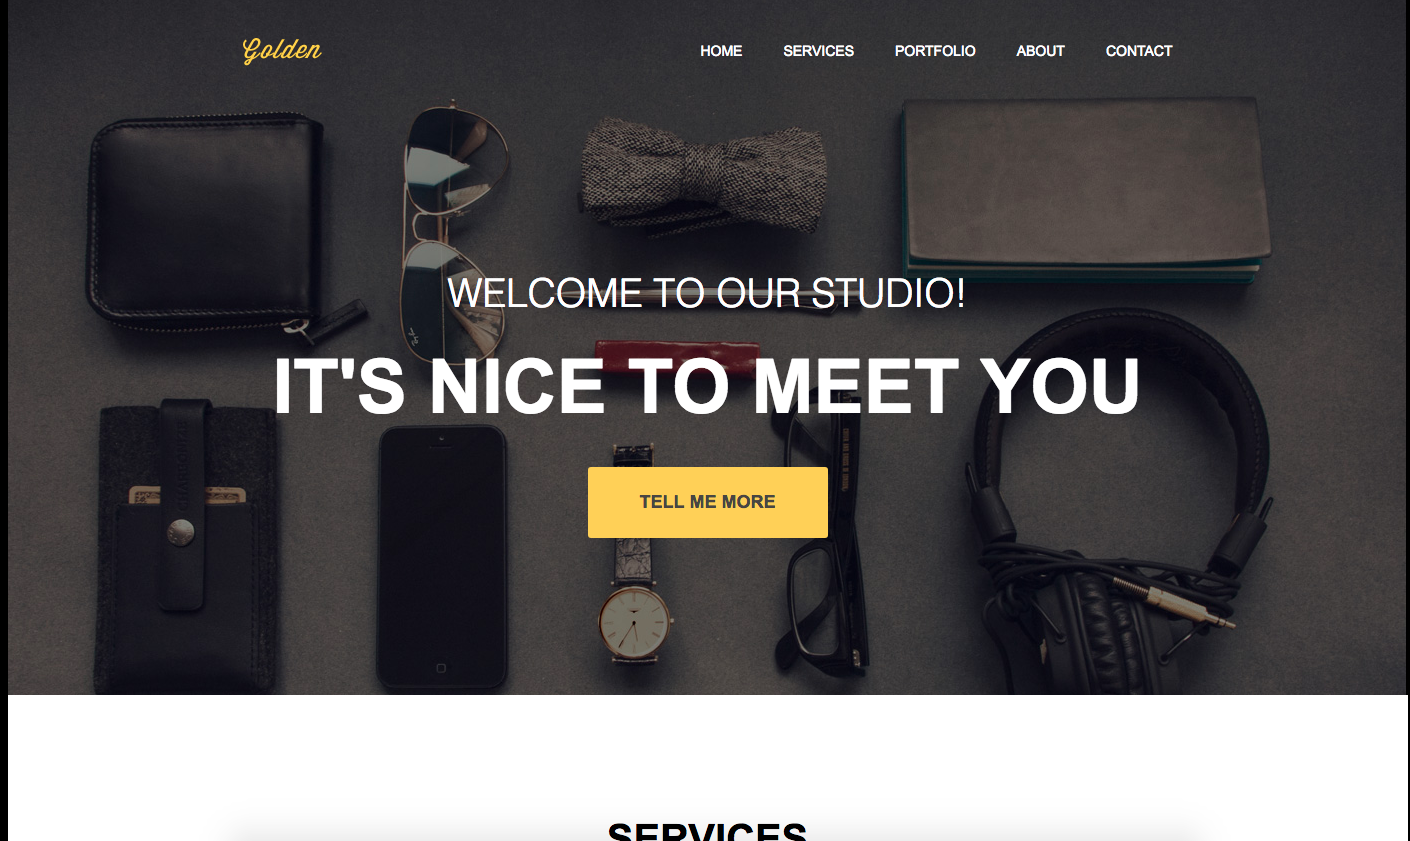 Golden
HOME SERVICES PORTFOLIO ABOUT CONTACT
WELCOME TO OUR STUDIO!
IT'S NICE TO MEET YOU
TELL ME MORE
SERVICES